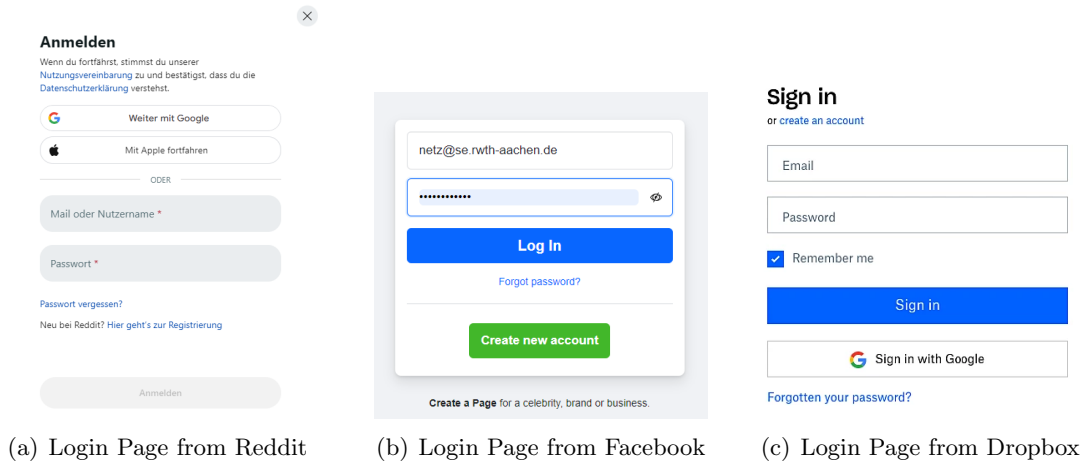 Anmelden
Wenn du fortfährst, stimmst du unserer
Nutzungsvereinbarung zu und bestätigst, dass du die
Datenschutzerklärung verstehst.
Weiter mit Google
Mit Apple fortfahren
ODER
Mail oder Nutzername *
Passwort *
Passwort vergessen?
Neu bei Reddit? Hier geht's zur Registrierung
Anmelden
(a) Login Page from Reddit
netz@se.rwth-aachen.de
••••••••••••
Log In
Forgot password?
Create new account
Create a Page for a celebrity, brand or business.
(b) Login Page from Facebook
Sign in
or create an account
Email
Password
Remember me
Sign in
Sign in with Google
Forgotten your password?
(c) Login Page from Dropbox